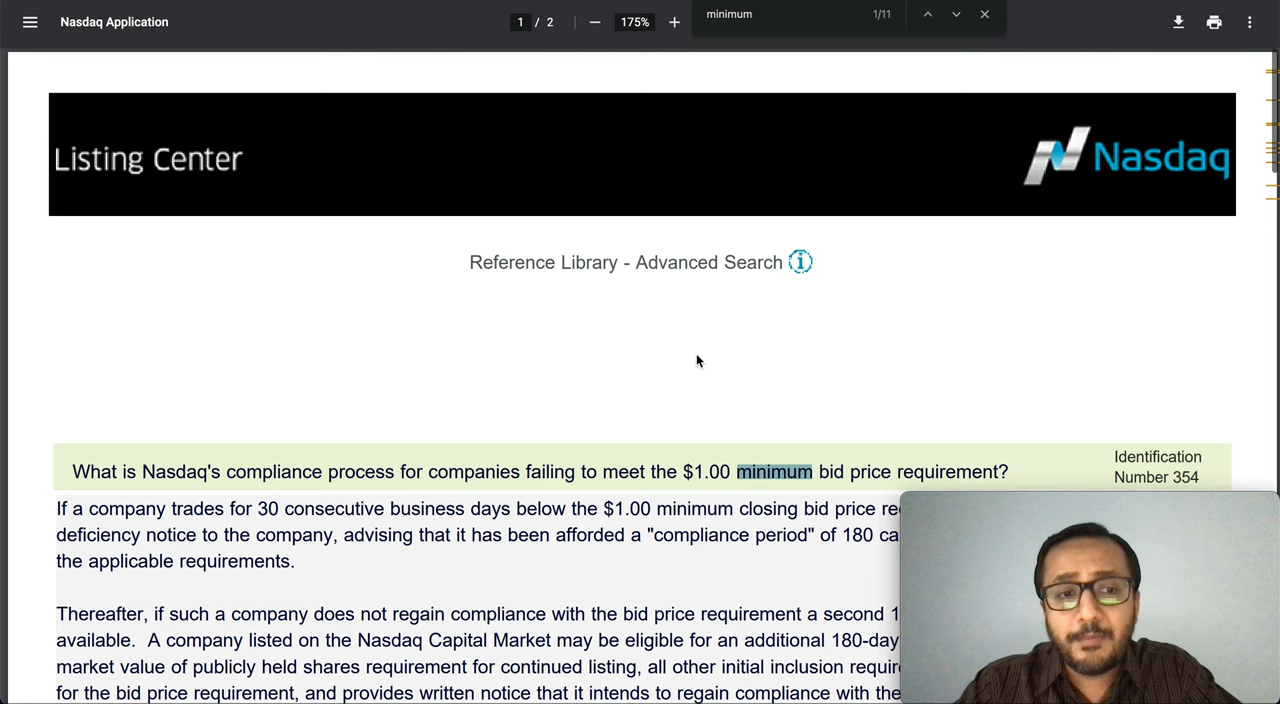 Nasdaq Application
1 / 2
175%
minimum
1/11
Listing Center
Nasdaq
Reference Library - Advanced Search
What is Nasdaq's compliance process for companies failing to meet the $1.00 minimum bid price requirement?
Identification
Number 354
If a company trades for 30 consecutive business days below the $1.00 minimum closing bid price
deficiency notice to the company, advising that it has been afforded a "compliance period" of 180
the applicable requirements.
Thereafter, if such a company does not regain compliance with the bid price requirement a second
available. A company listed on the Nasdaq Capital Market may be eligible for an additional 180-day
market value of publicly held shares requirement for continued listing, all other initial inclusion
for the bid price requirement, and provides written notice that it intends to regain compliance with the